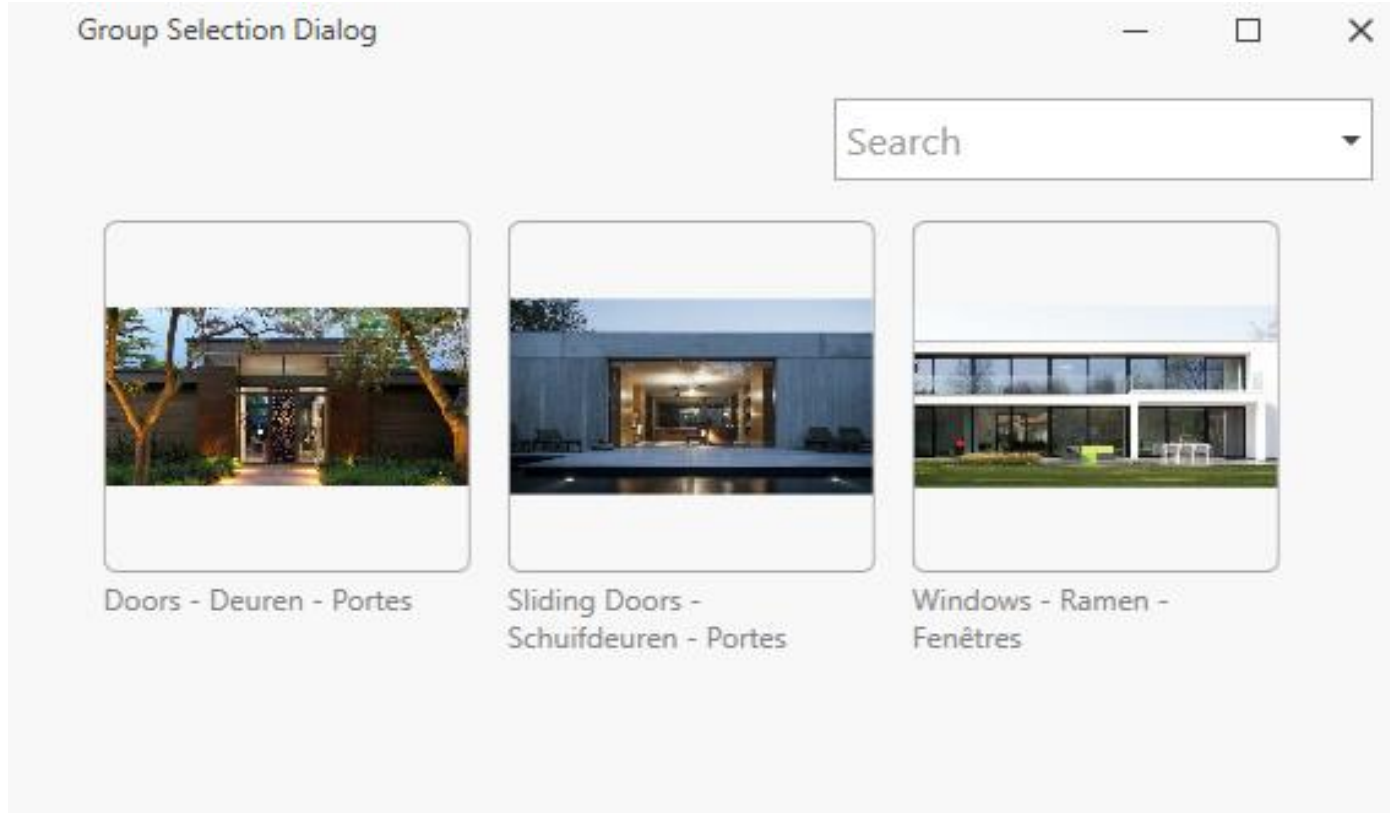 Group Selection Dialog
Search
Doors - Deuren - Portes
Sliding Doors -
Schuifdeuren - Portes
Windows - Ramen -
Fenêtres